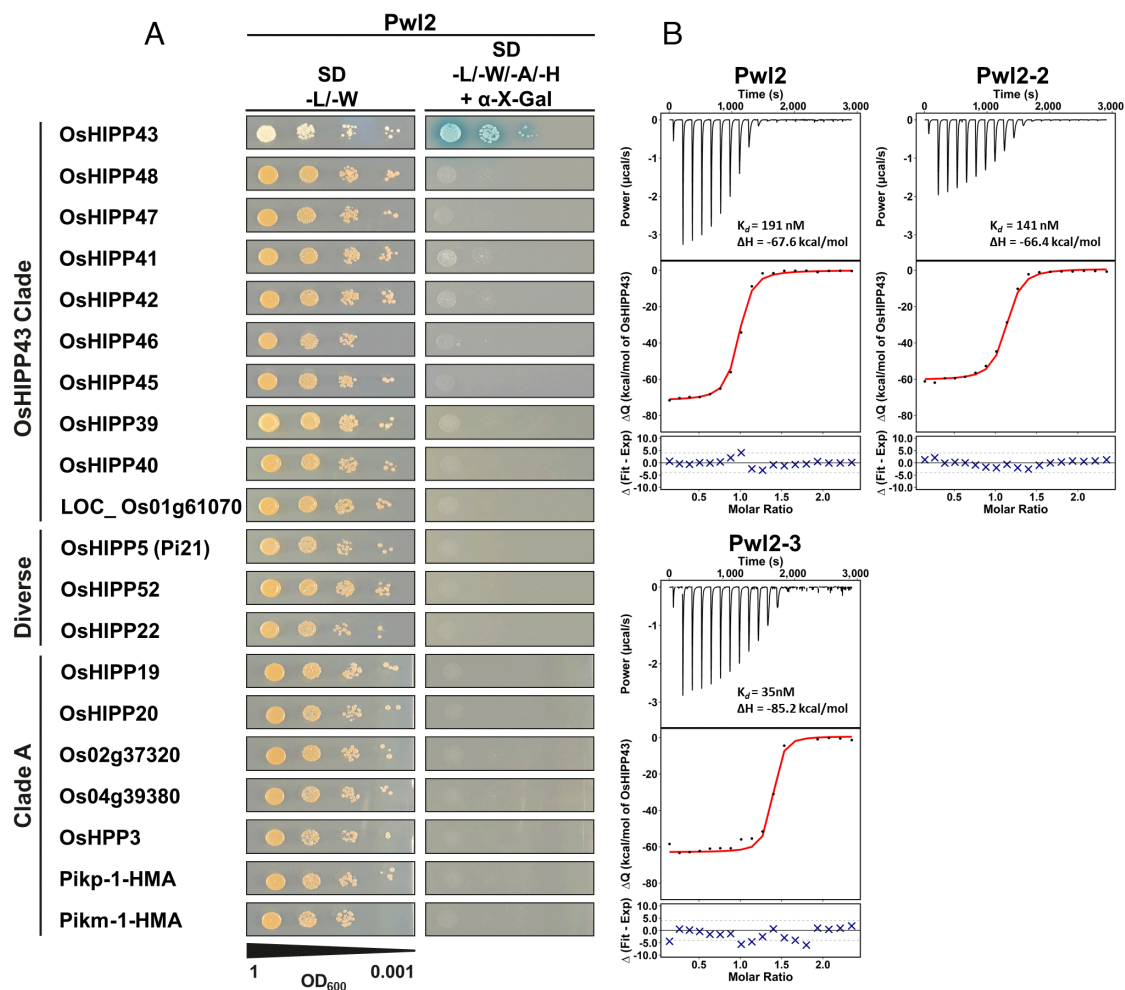 A
Pwl2
SD
-L/-W
SD
-L/-W/-A/-H
+ α-X-Gal
OsHIPP43 Clade
OsHIPP43
OsHIPP48
OsHIPP47
OsHIPP41
OsHIPP42
OsHIPP46
OsHIPP45
OsHIPP39
OsHIPP40
LOC_ Os01g61070
Diverse
OsHIPP5 (Pi21)
OsHIPP52
OsHIPP22
Clade A
OsHIPP19
OsHIPP20
Os02g37320
Os04g39380
OsHPP3
Pikp-1-HMA
Pikm-1-HMA
1 0.001
OD600
B
Pwl2
Time (s)
0 1,000 2,000 3,000
Power (μcal/s)
0
-1
-2
-3
Kd = 191 nM
ΔH = -67.6 kcal/mol
ΔQ (kcal/mol of OsHIPP43)
0
-20
-40
-60
-80
Δ (Fit - Exp)
10.0
5.0
0.0
-5.0
-10.0
0.5 1.0 1.5 2.0
Molar Ratio
Pwl2-2
Time (s)
0 1,000 2,000 3,000
Power (μcal/s)
0
-1
-2
-3
Kd = 141 nM
ΔH = -66.4 kcal/mol
ΔQ (kcal/mol of OsHIPP43)
0
-20
-40
-60
-80
Δ (Fit - Exp)
10.0
5.0
0.0
-5.0
-10.0
0.5 1.0 1.5 2.0
Molar Ratio
Pwl2-3
Time (s)
0 1,000 2,000 3,000
Power (μcal/s)
0
-1
-2
-3
Kd = 35nM
ΔH = -85.2 kcal/mol
ΔQ (kcal/mol of OsHIPP43)
0
-20
-40
-60
-80
Δ (Fit - Exp)
10.0
5.0
0.0
-5.0
-10.0
0.5 1.0 1.5 2.0
Molar Ratio